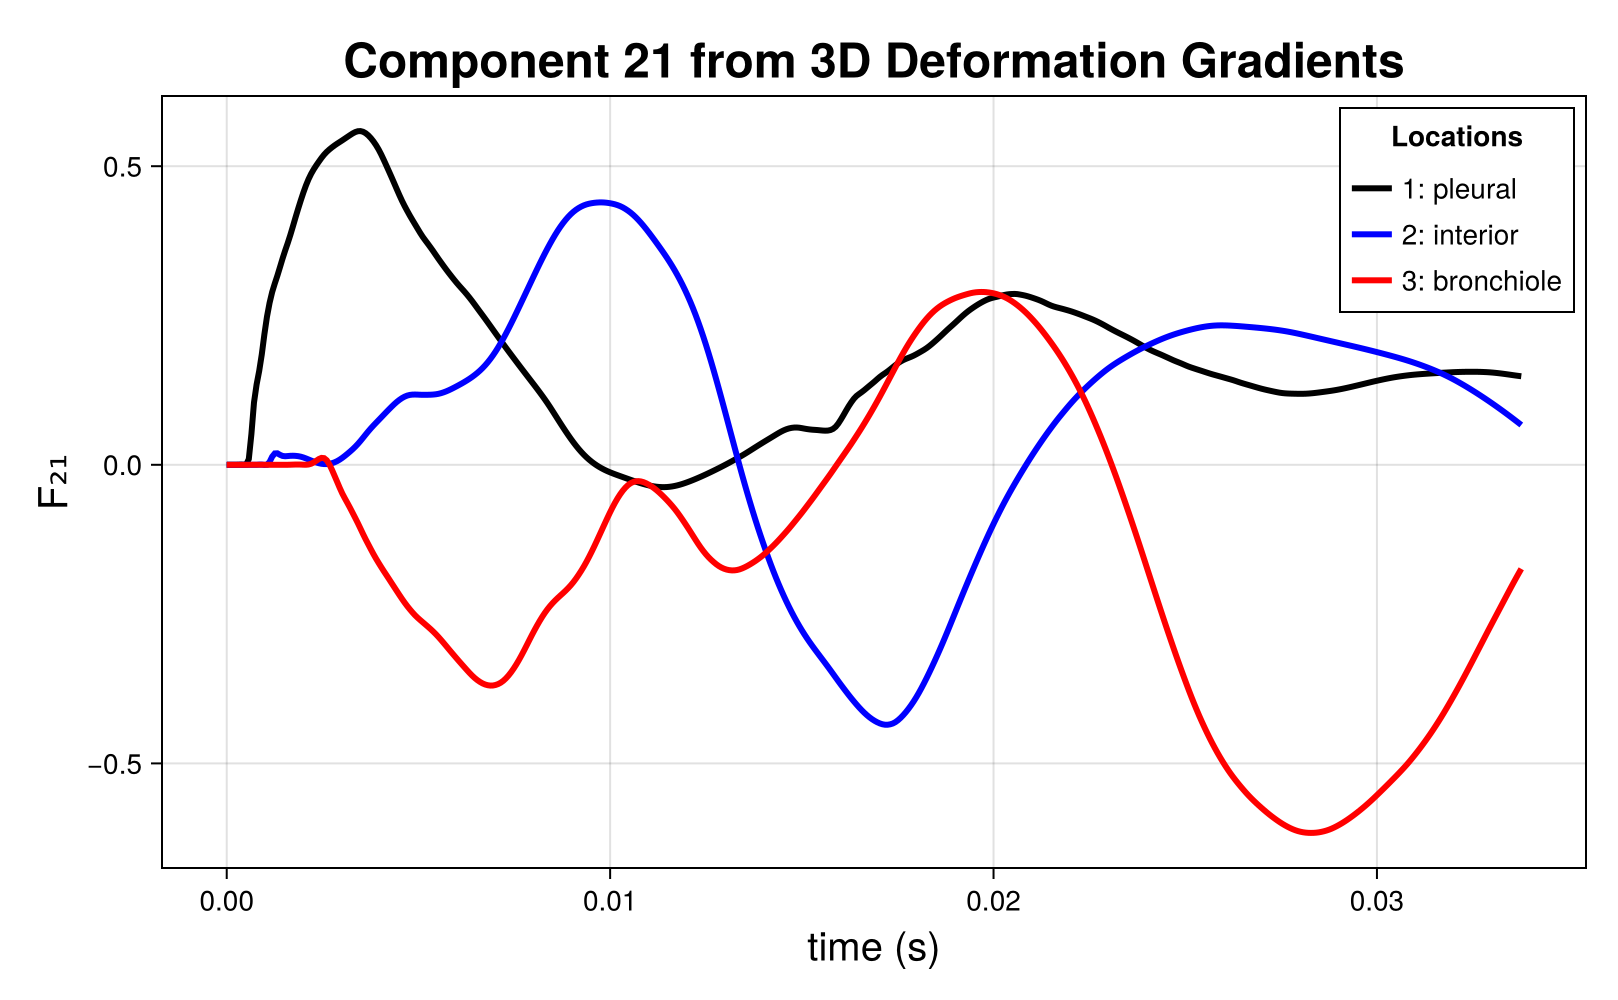 Component 21 from 3D Deformation Gradients
Locations
1: pleural
2: interior
3: bronchiole
0.5
0.0
−0.5
F₂₁
0.00
0.01
0.02
0.03
time (s)